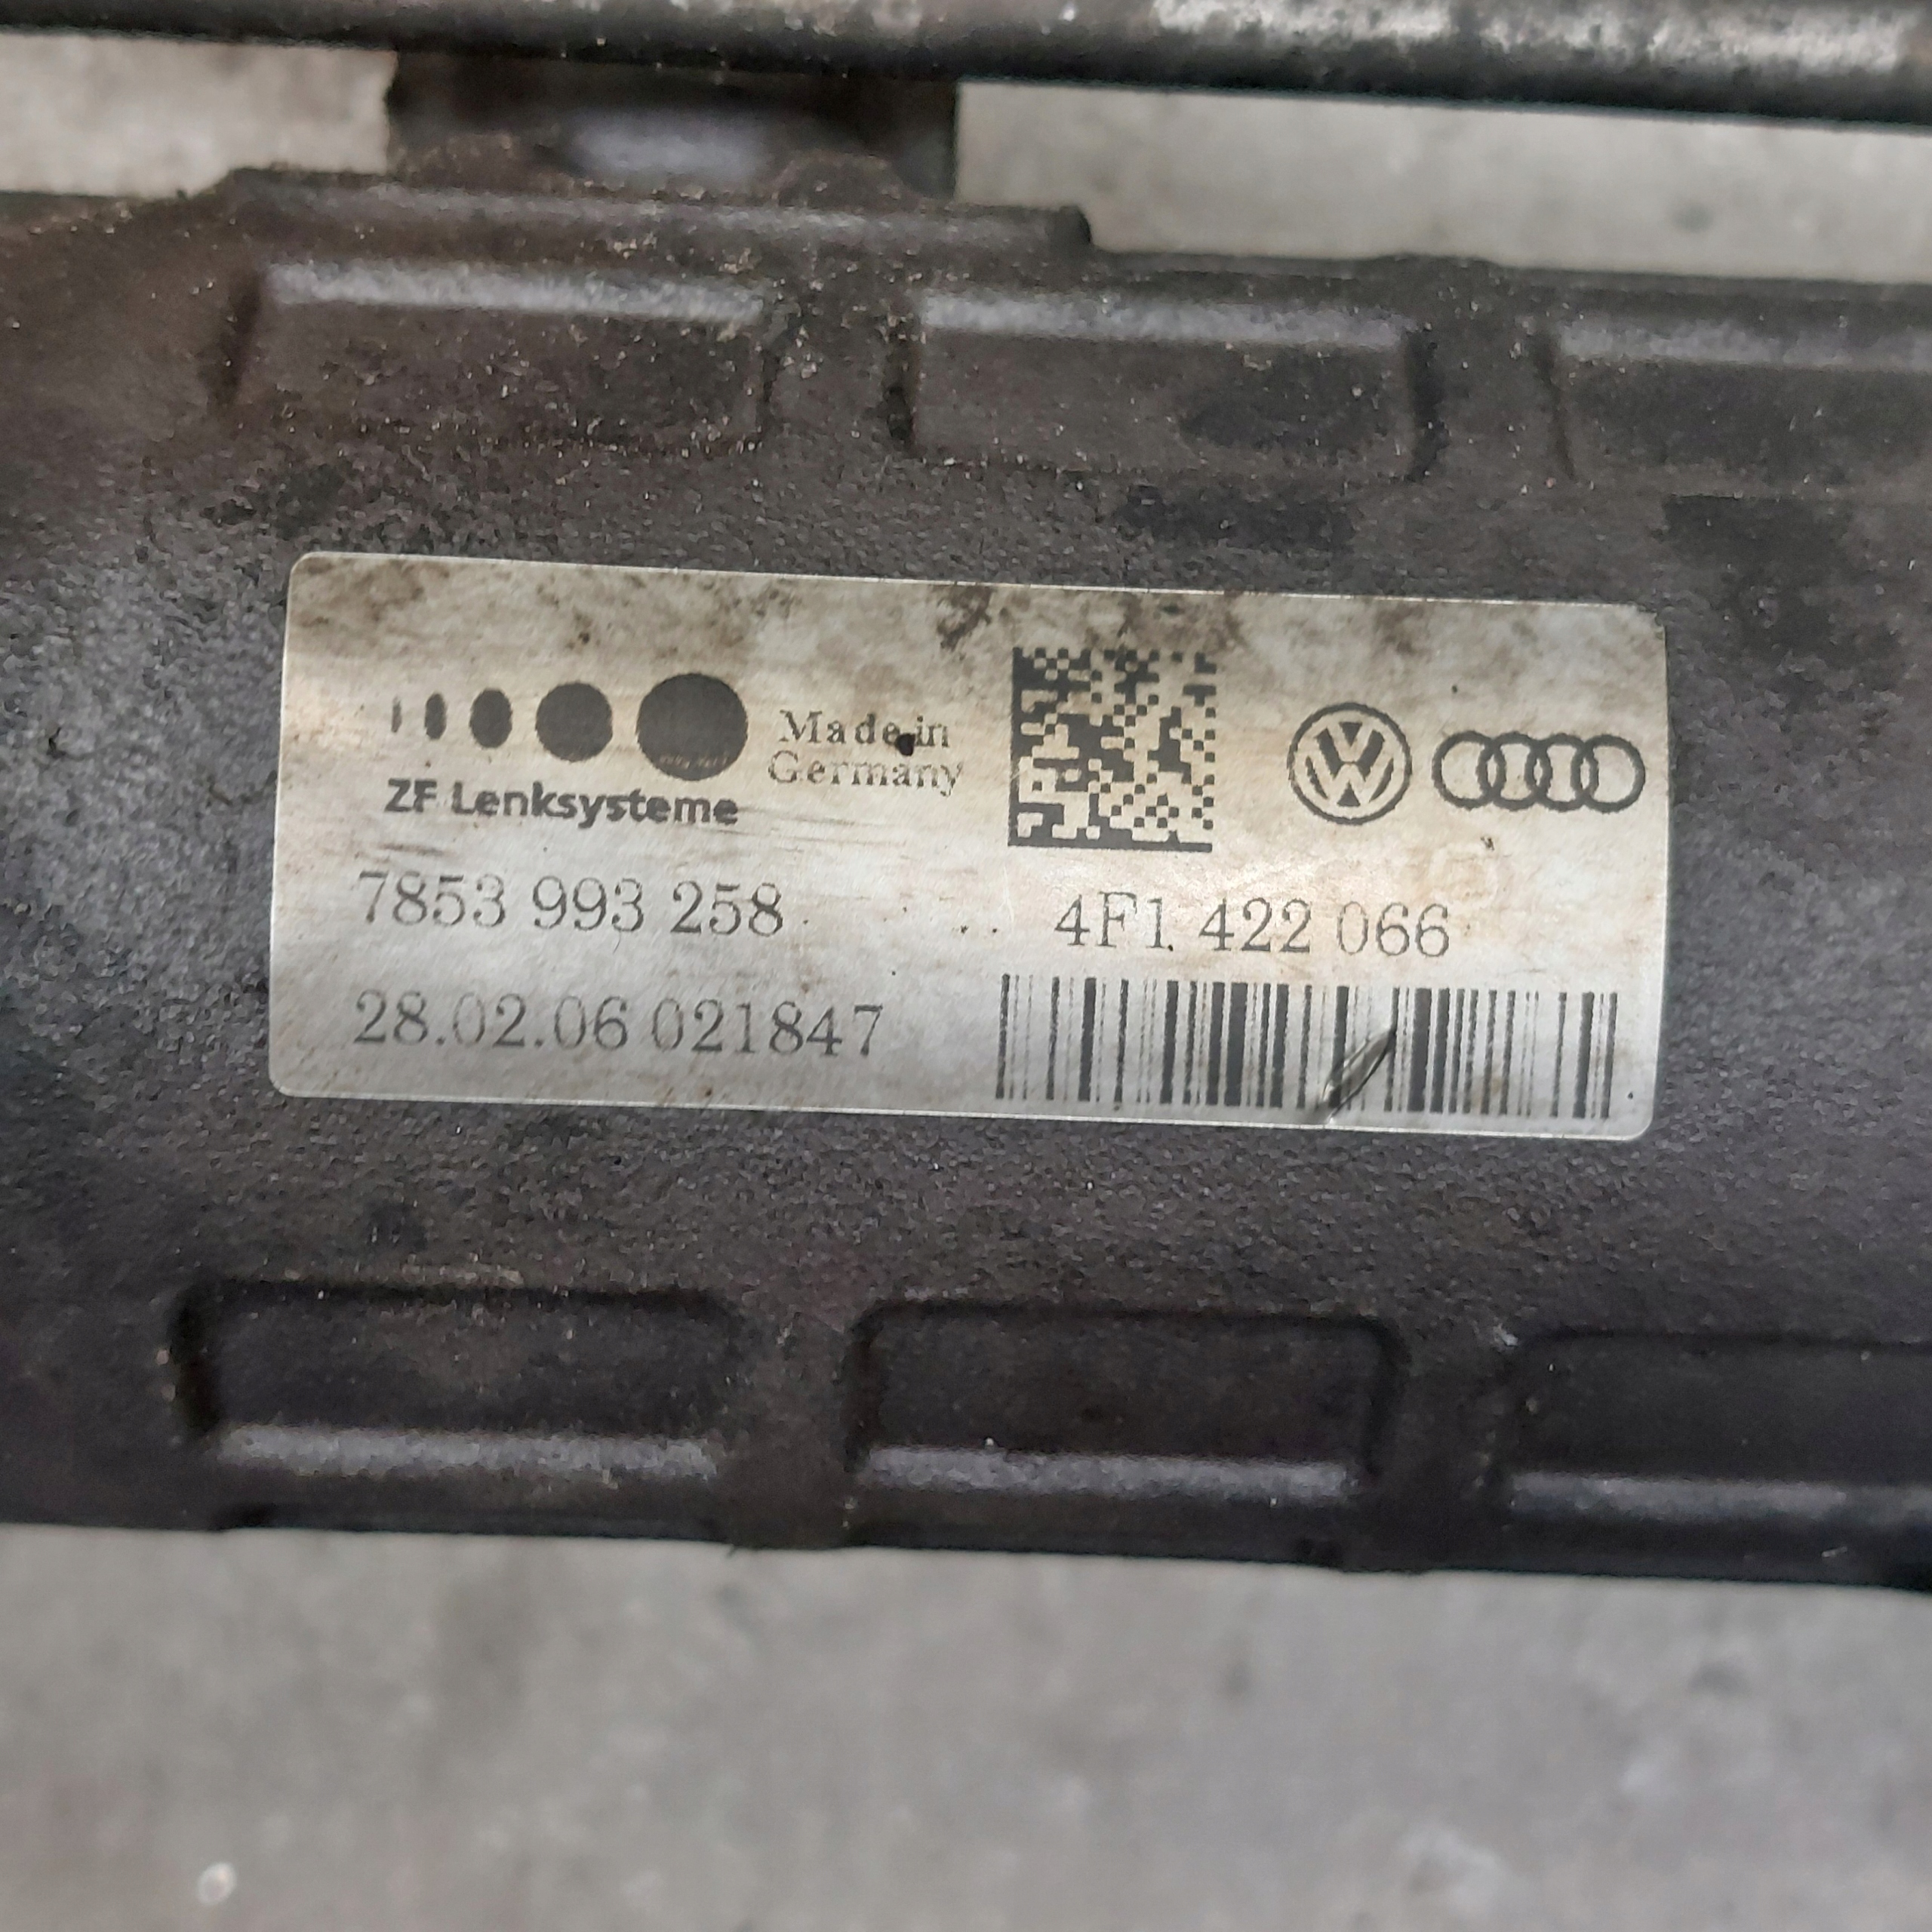 Made in
Germany
ZF Lenksysteme
7853 993 258
4F1 422 066
28.02.06 021847